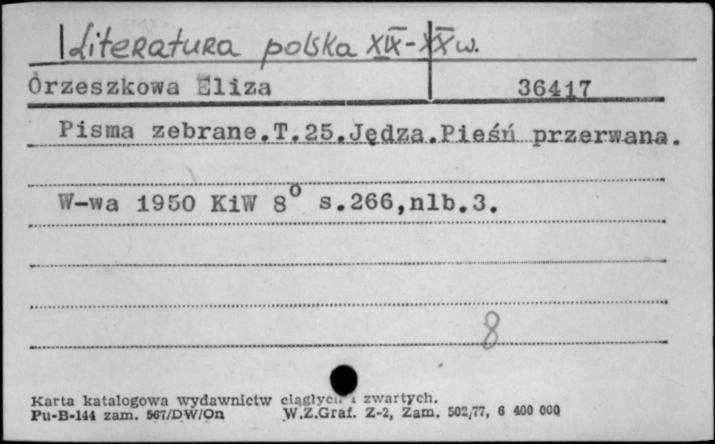 Literatura polska XIX-XX w.
Orzeszkowa Eliza 36417
Pisma zebrane.T.25.Jędza.Pieśń przerwana.
W-wa 1950 KiW 8° s.266,nlb.3.
8
Karta katalogowa wydawnictw ciągłych i zwartych.
Pu-B-144 zam. 567/DW/On W.Z.Graf. Z-2, Zam. 502/77, 6 400 000